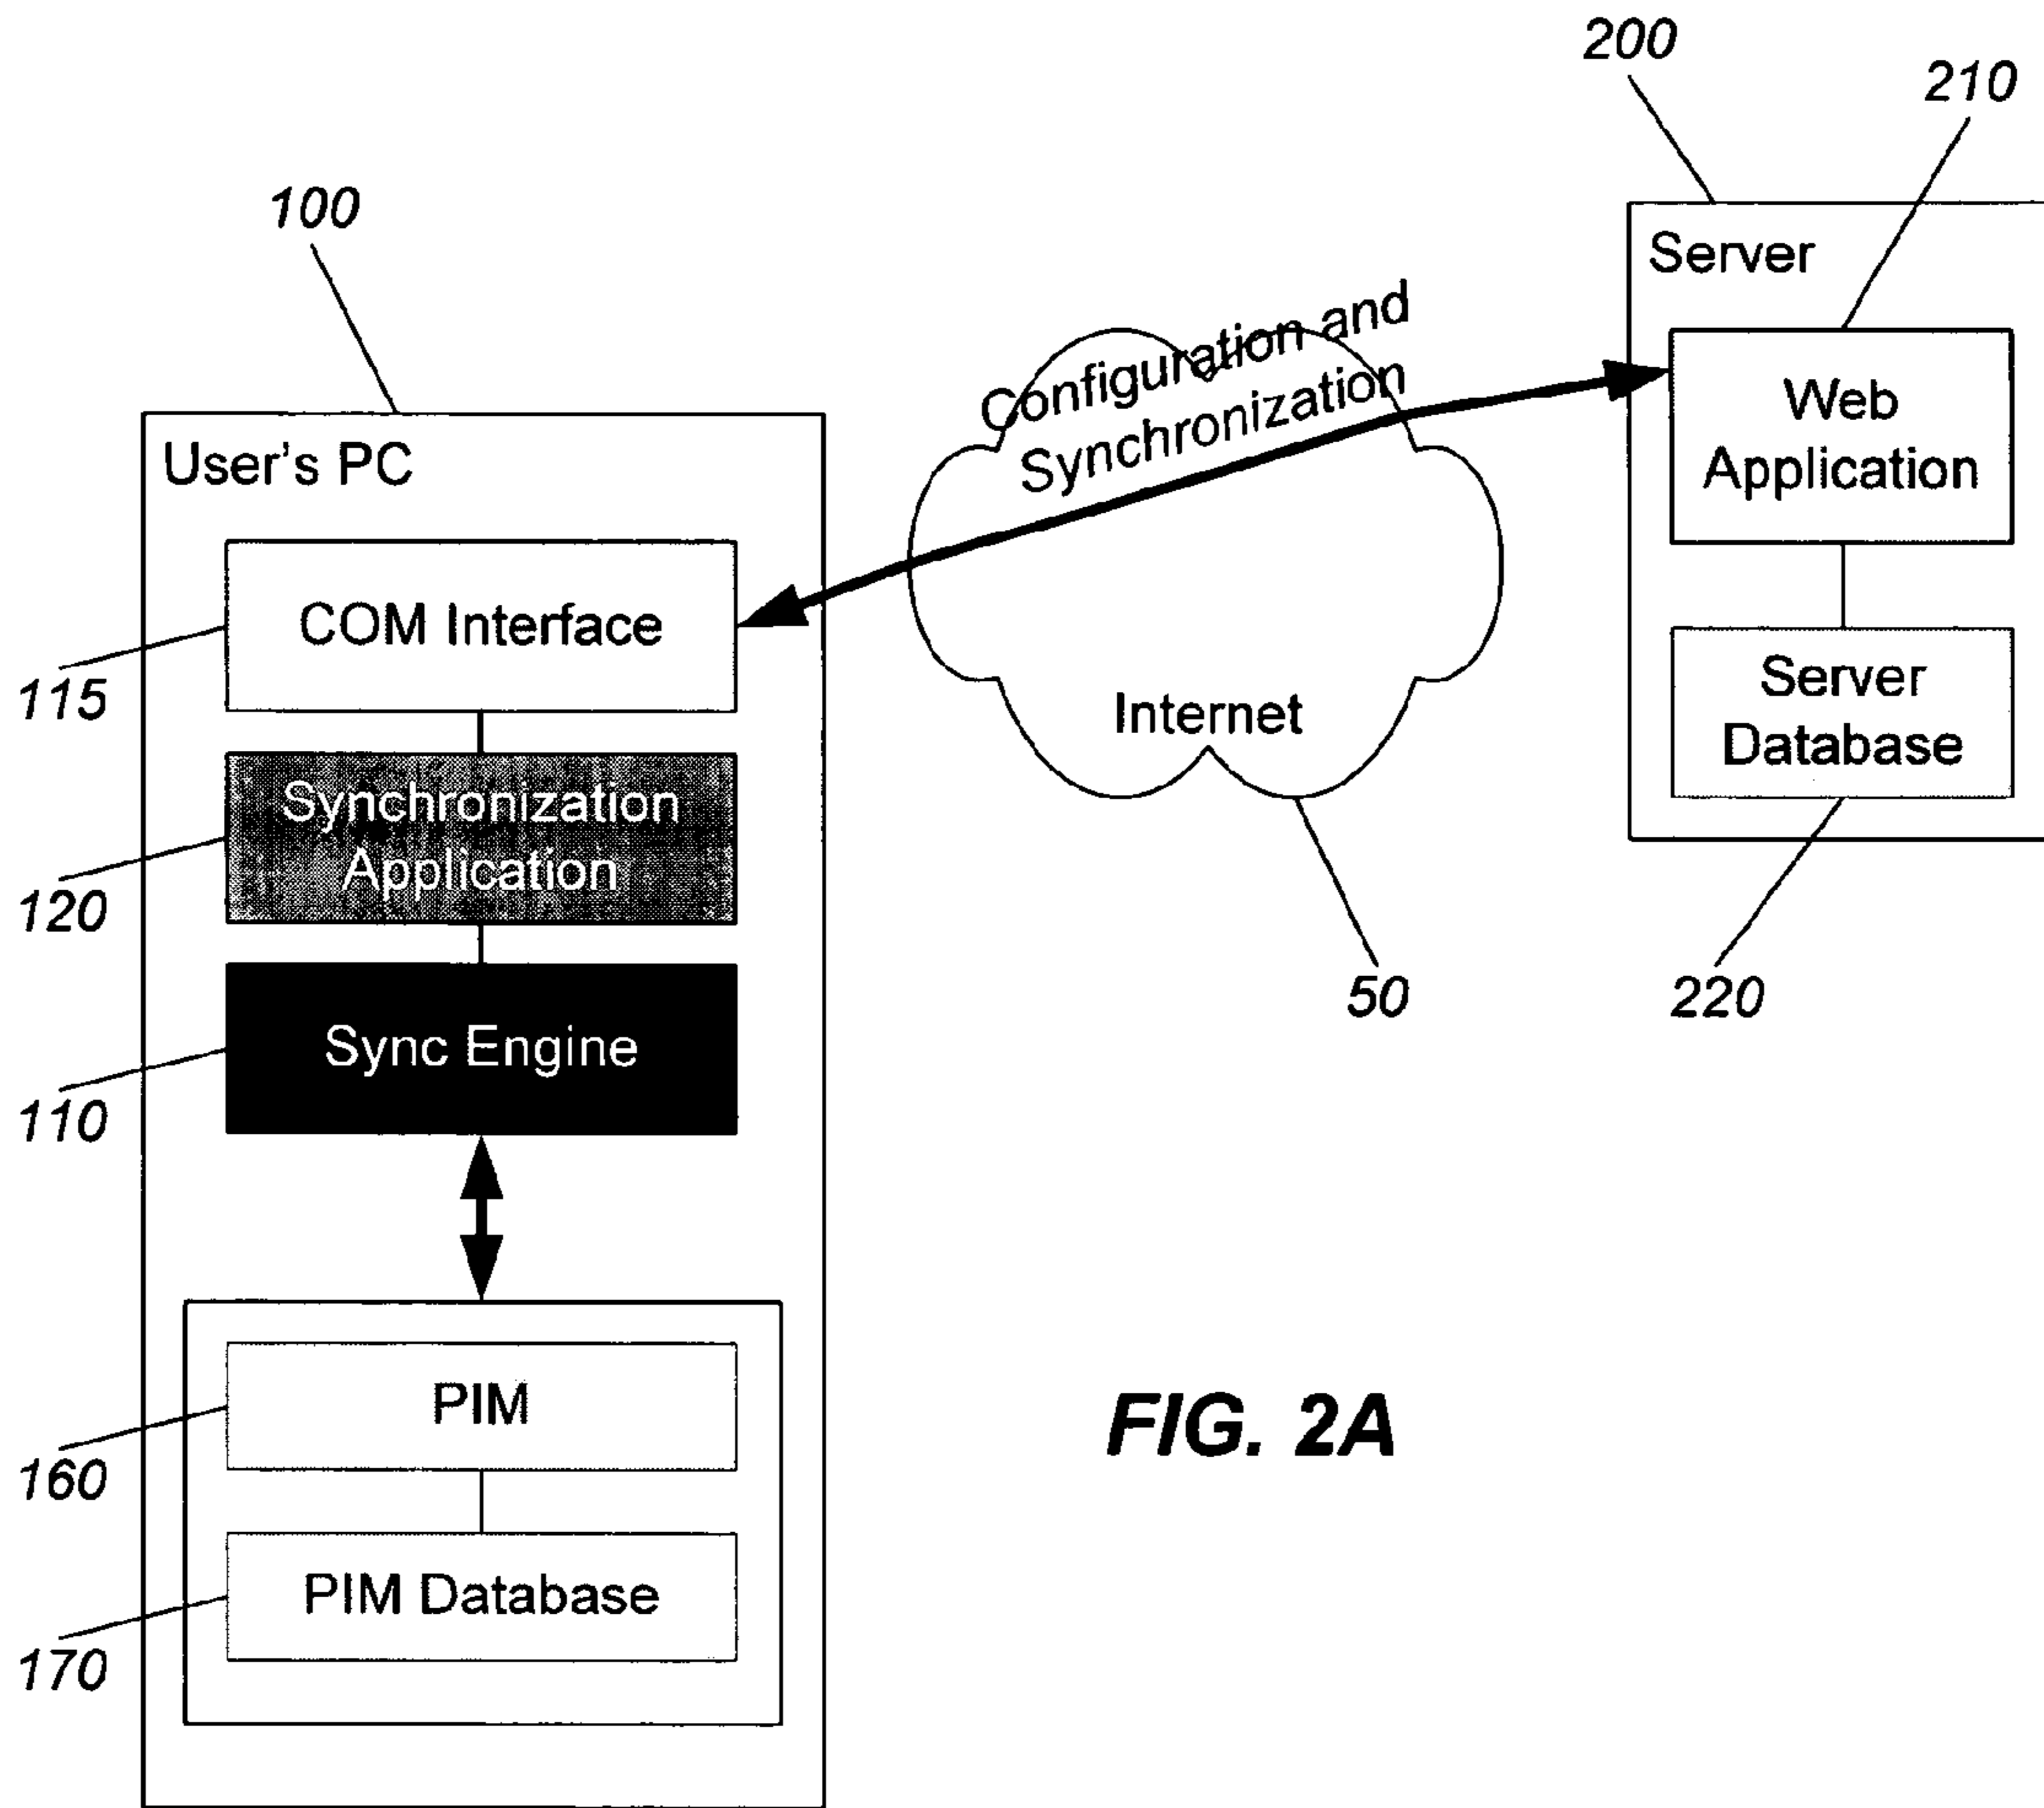 200
210
100
Server
Configuration and
Synchronization
Web
Application
User's PC
COM Interface
115
Internet
Server
Database
Synchronization
Application
120
50
220
Sync Engine
110
PIM
160
FIG. 2A
PIM Database
170